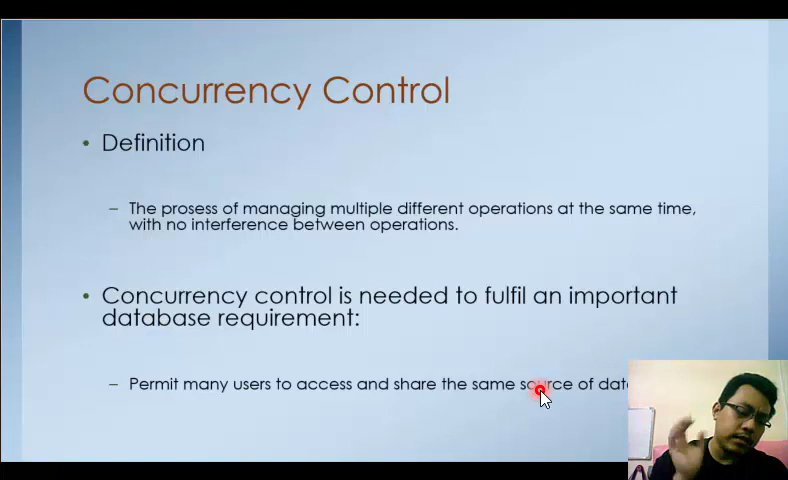 Concurrency Control
• Definition
– The prosess of managing multiple different operations at the same time,
with no interference between operations.
• Concurrency control is needed to fulfil an important
database requirement:
– Permit many users to access and share the same source of